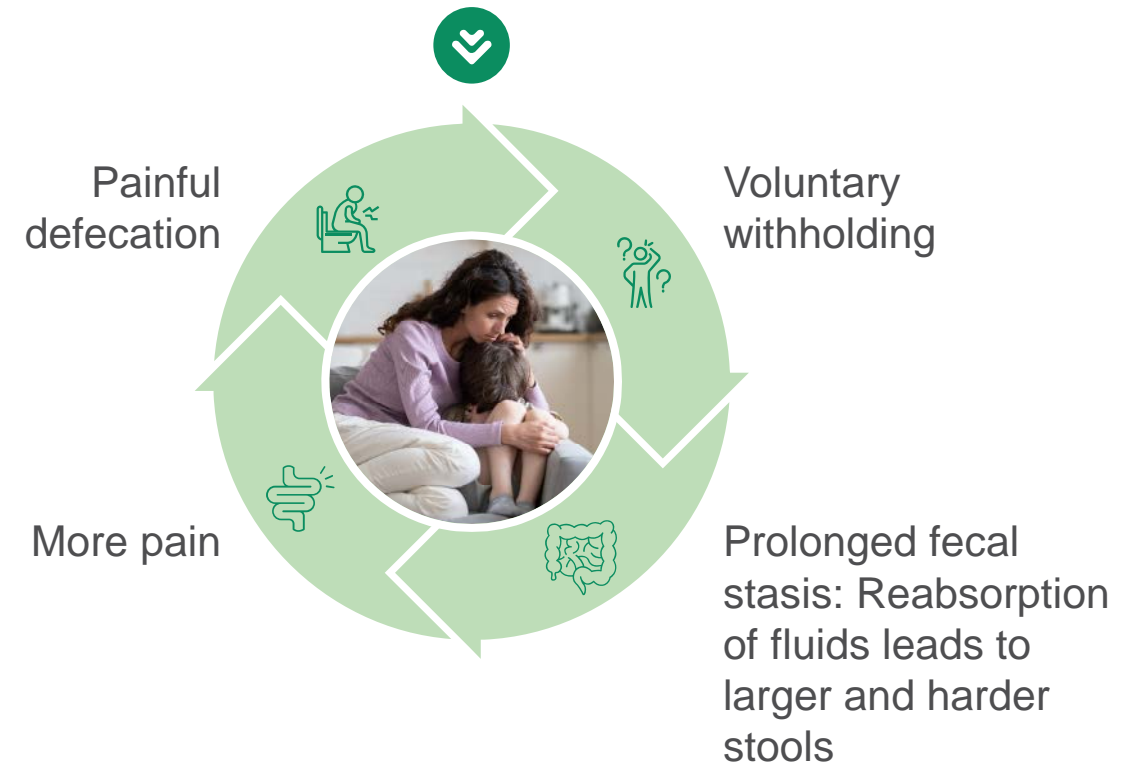 Painful
defecation
Voluntary
withholding
More pain
Prolonged fecal
stasis: Reabsorption
of fluids leads to
larger and harder
stools